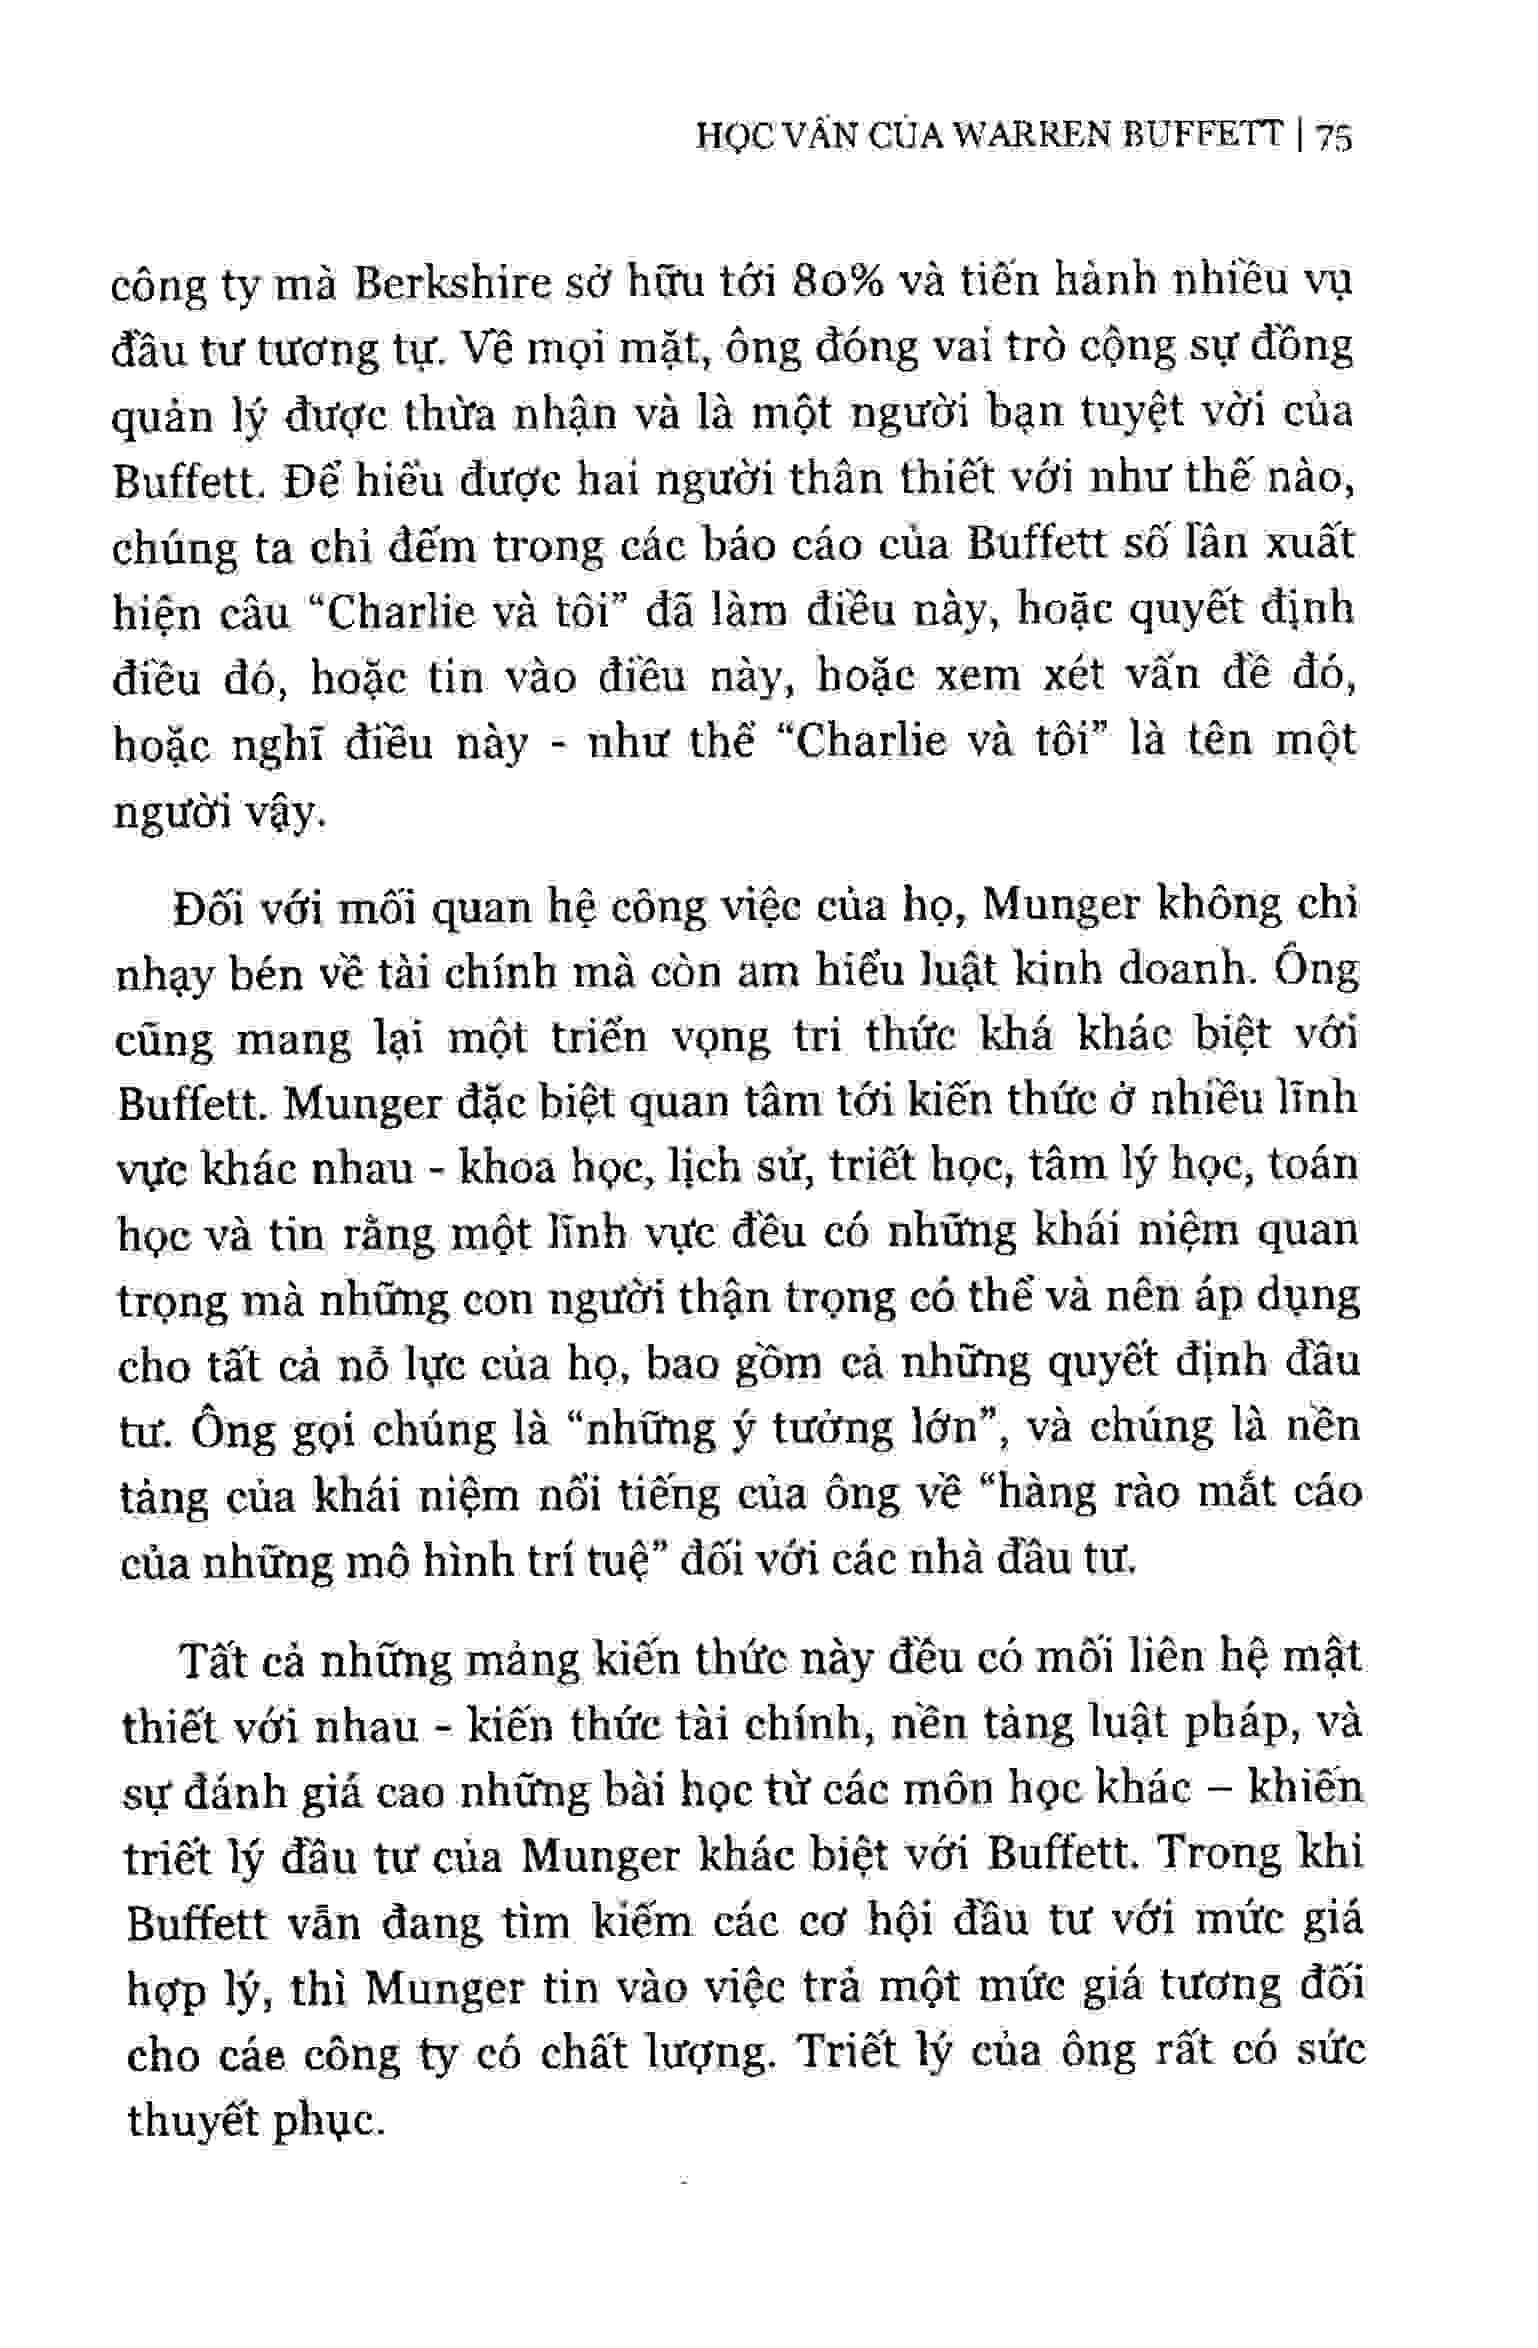 HỌC VẤN CỦA WARREN BUFFETT | 75
công ty mà Berkshire sở hữu tới 80% và tiến hành nhiều vụ
đầu tư tương tự. Về mọi mặt, ông đóng vai trò cộng sự đồng
quản lý được thừa nhận và là một người bạn tuyệt vời của
Buffett. Để hiểu được hai người thân thiết với như thế nào,
chúng ta chỉ đếm trong các báo cáo của Buffett số lần xuất
hiện câu “Charlie và tôi” đã làm điều này, hoặc quyết định
điều đó, hoặc tin vào điều này, hoặc xem xét vấn đề đó,
hoặc nghĩ điều này - như thể “Charlie và tôi” là tên một
người vậy.
Đối với mối quan hệ công việc của họ, Munger không chỉ
nhạy bén về tài chính mà còn am hiểu luật kinh doanh. Ông
cũng mang lại một triển vọng tri thức khá khác biệt với
Buffett. Munger đặc biệt quan tâm tới kiến thức ở nhiều lĩnh
vực khác nhau - khoa học, lịch sử, triết học, tâm lý học, toán
học và tin rằng một lĩnh vực đều có những khái niệm quan
trọng mà những con người thận trọng có thể và nên áp dụng
cho tất cả nỗ lực của họ, bao gồm cả những quyết định đầu
tư. Ông gọi chúng là “những ý tưởng lớn”, và chúng là nền
tảng của khái niệm nổi tiếng của ông về “hàng rào mắt cáo
của những mô hình trí tuệ” đối với các nhà đầu tư.
Tất cả những mảng kiến thức này đều có mối liên hệ mật
thiết với nhau - kiến thức tài chính, nền tảng luật pháp, và
sự đánh giá cao những bài học từ các môn học khác – khiến
triết lý đầu tư của Munger khác biệt với Buffett. Trong khi
Buffett vẫn đang tìm kiếm các cơ hội đầu tư với mức giá
hợp lý, thì Munger tin vào việc trả một mức giá tương đối
cho các công ty có chất lượng. Triết lý của ông rất có sức
thuyết phục.